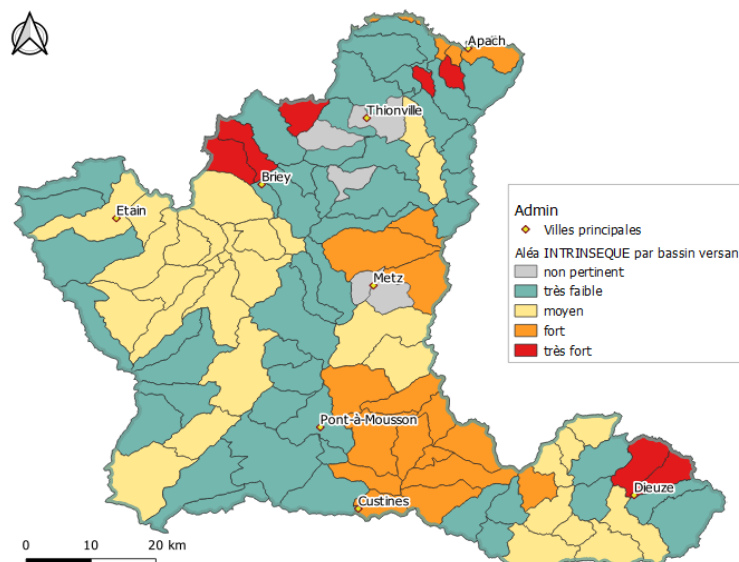 Apach
Thionville
Briey
Etain
Metz
Pont-à-Mousson
Custines
Dieuze
Admin
Villes principales
Aléa INTRINSEQUE par bassin versan
non pertinent
très faible
moyen
fort
très fort
0 10 20 km